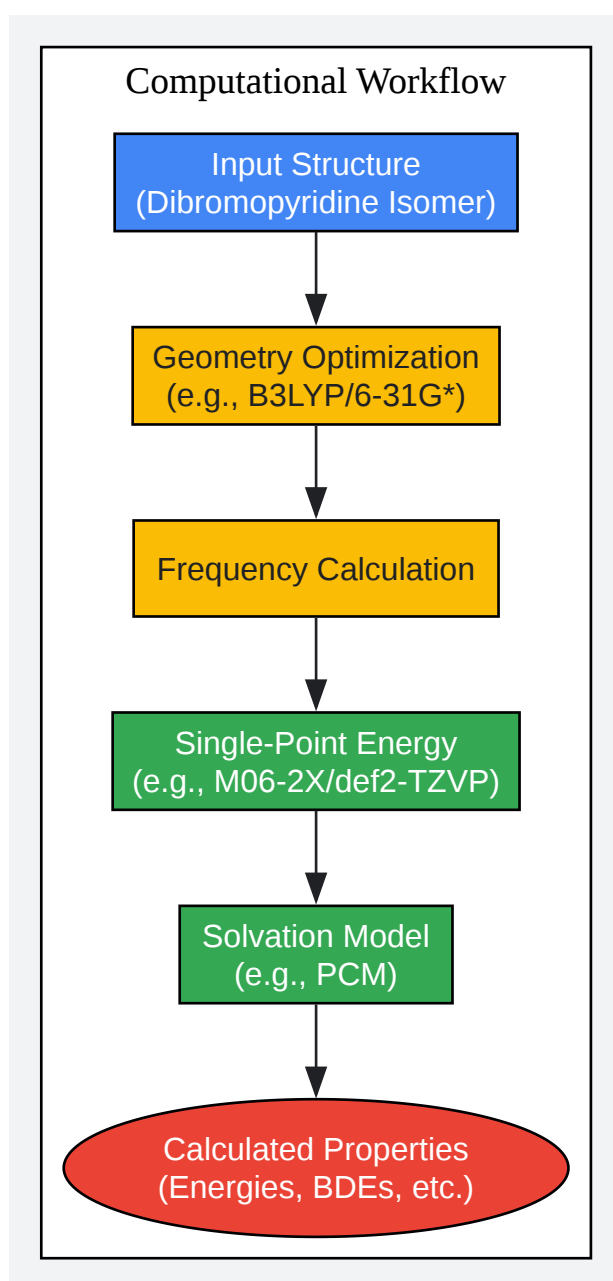 Computational Workflow
Input Structure
(Dibromopyridine Isomer)
Geometry Optimization
(e.g., B3LYP/6-31G*)
Frequency Calculation
Single-Point Energy
(e.g., M06-2X/def2-TZVP)
Solvation Model
(e.g., PCM)
Calculated Properties
(Energies, BDEs, etc.)